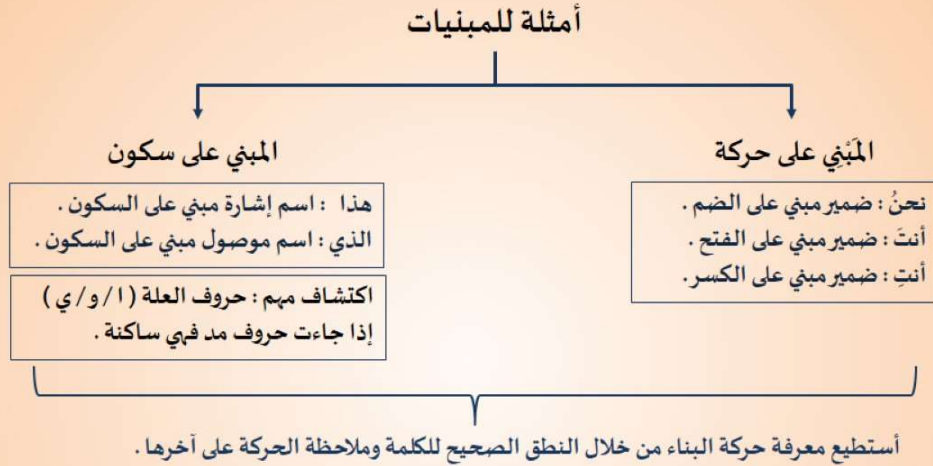 أمثلة للمبنيات
المَبْنِي على حركة
نحنُ : ضمير مبني على الضم .
أنتَ : ضمير مبني على الفتح .
أنتِ : ضمير مبني على الكسر .
المبني على سكون
هذا : اسم إشارة مبني على السكون .
الذي : اسم موصول مبني على السكون .
اكتشاف مهم : حروف العلة ( ا / و / ي )
إذا جاءت حروف مد فهي ساكنة .
أستطيع معرفة حركة البناء من خلال النطق الصحيح للكلمة وملاحظة الحركة على آخرها .